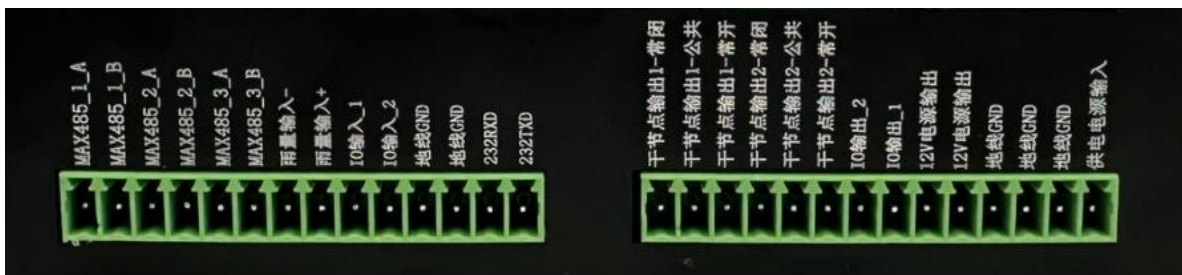 MAX485_1_A
MAX485_1_B
MAX485_2_A
MAX485_2_B
MAX485_3_A
MAX485_3_B
雨量输入-
雨量输入+
IO输入_1
IO输入_2
地线GND
地线GND
232RXD
232TXD
干节点输出1-常闭
干节点输出1-公共
干节点输出1-常开
干节点输出2-常闭
干节点输出2-公共
干节点输出2-常开
IO输出_2
IO输出_1
12V电源输出
12V电源输出
地线GND
地线GND
地线GND
供电电源输入